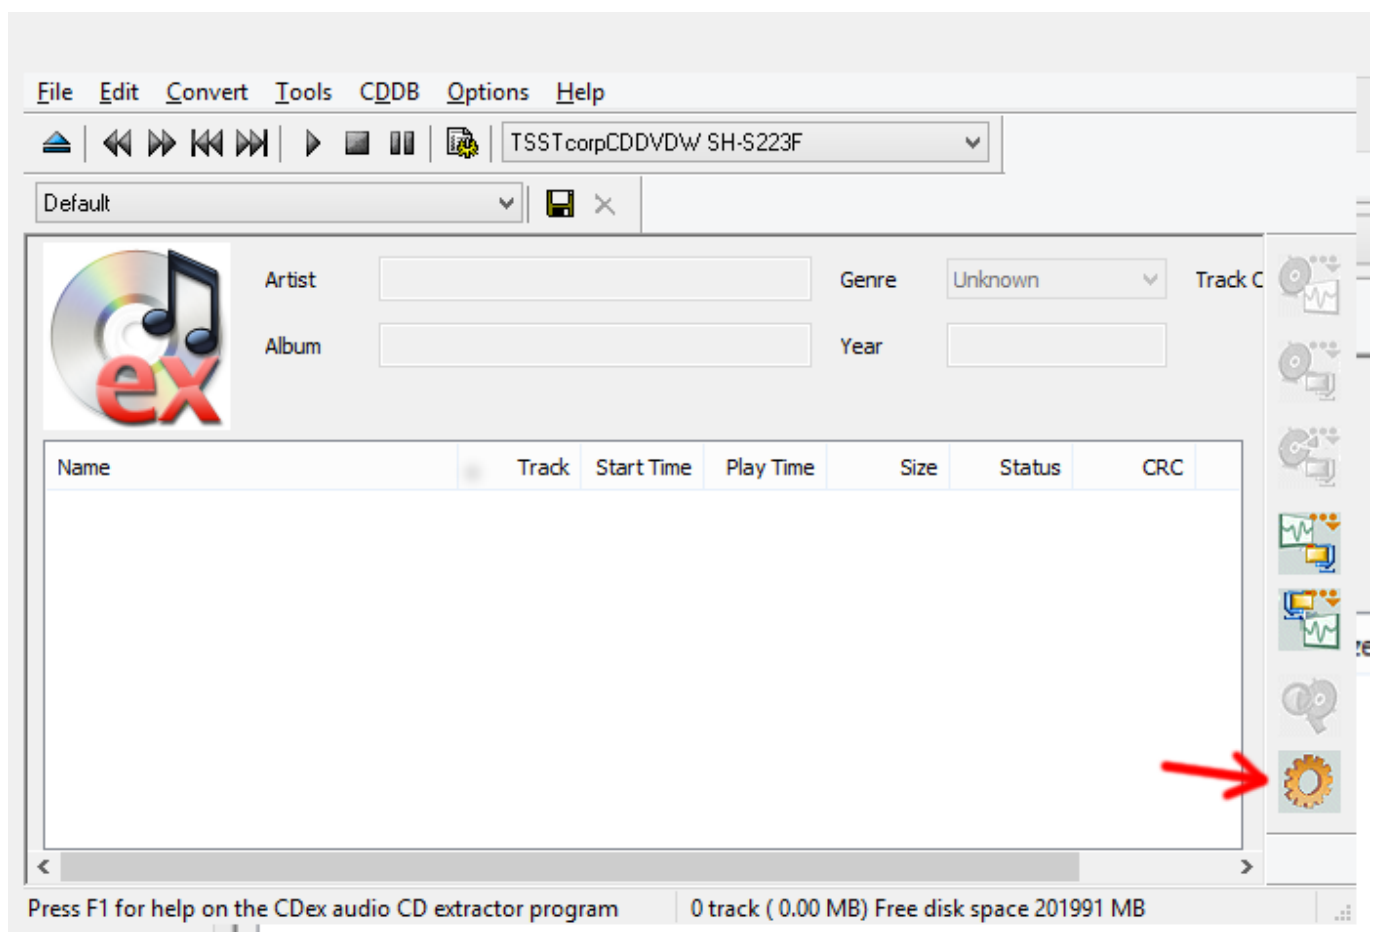 File Edit Convert Tools CDDB Options Help
TSSTcorpCDDVDW SH-S223F
Default
Artist Genre Unknown Track C
Album Year
ex
Name Track Start Time Play Time Size Status CRC
Press F1 for help on the CDex audio CD extractor program 0 track ( 0.00 MB) Free disk space 201991 MB